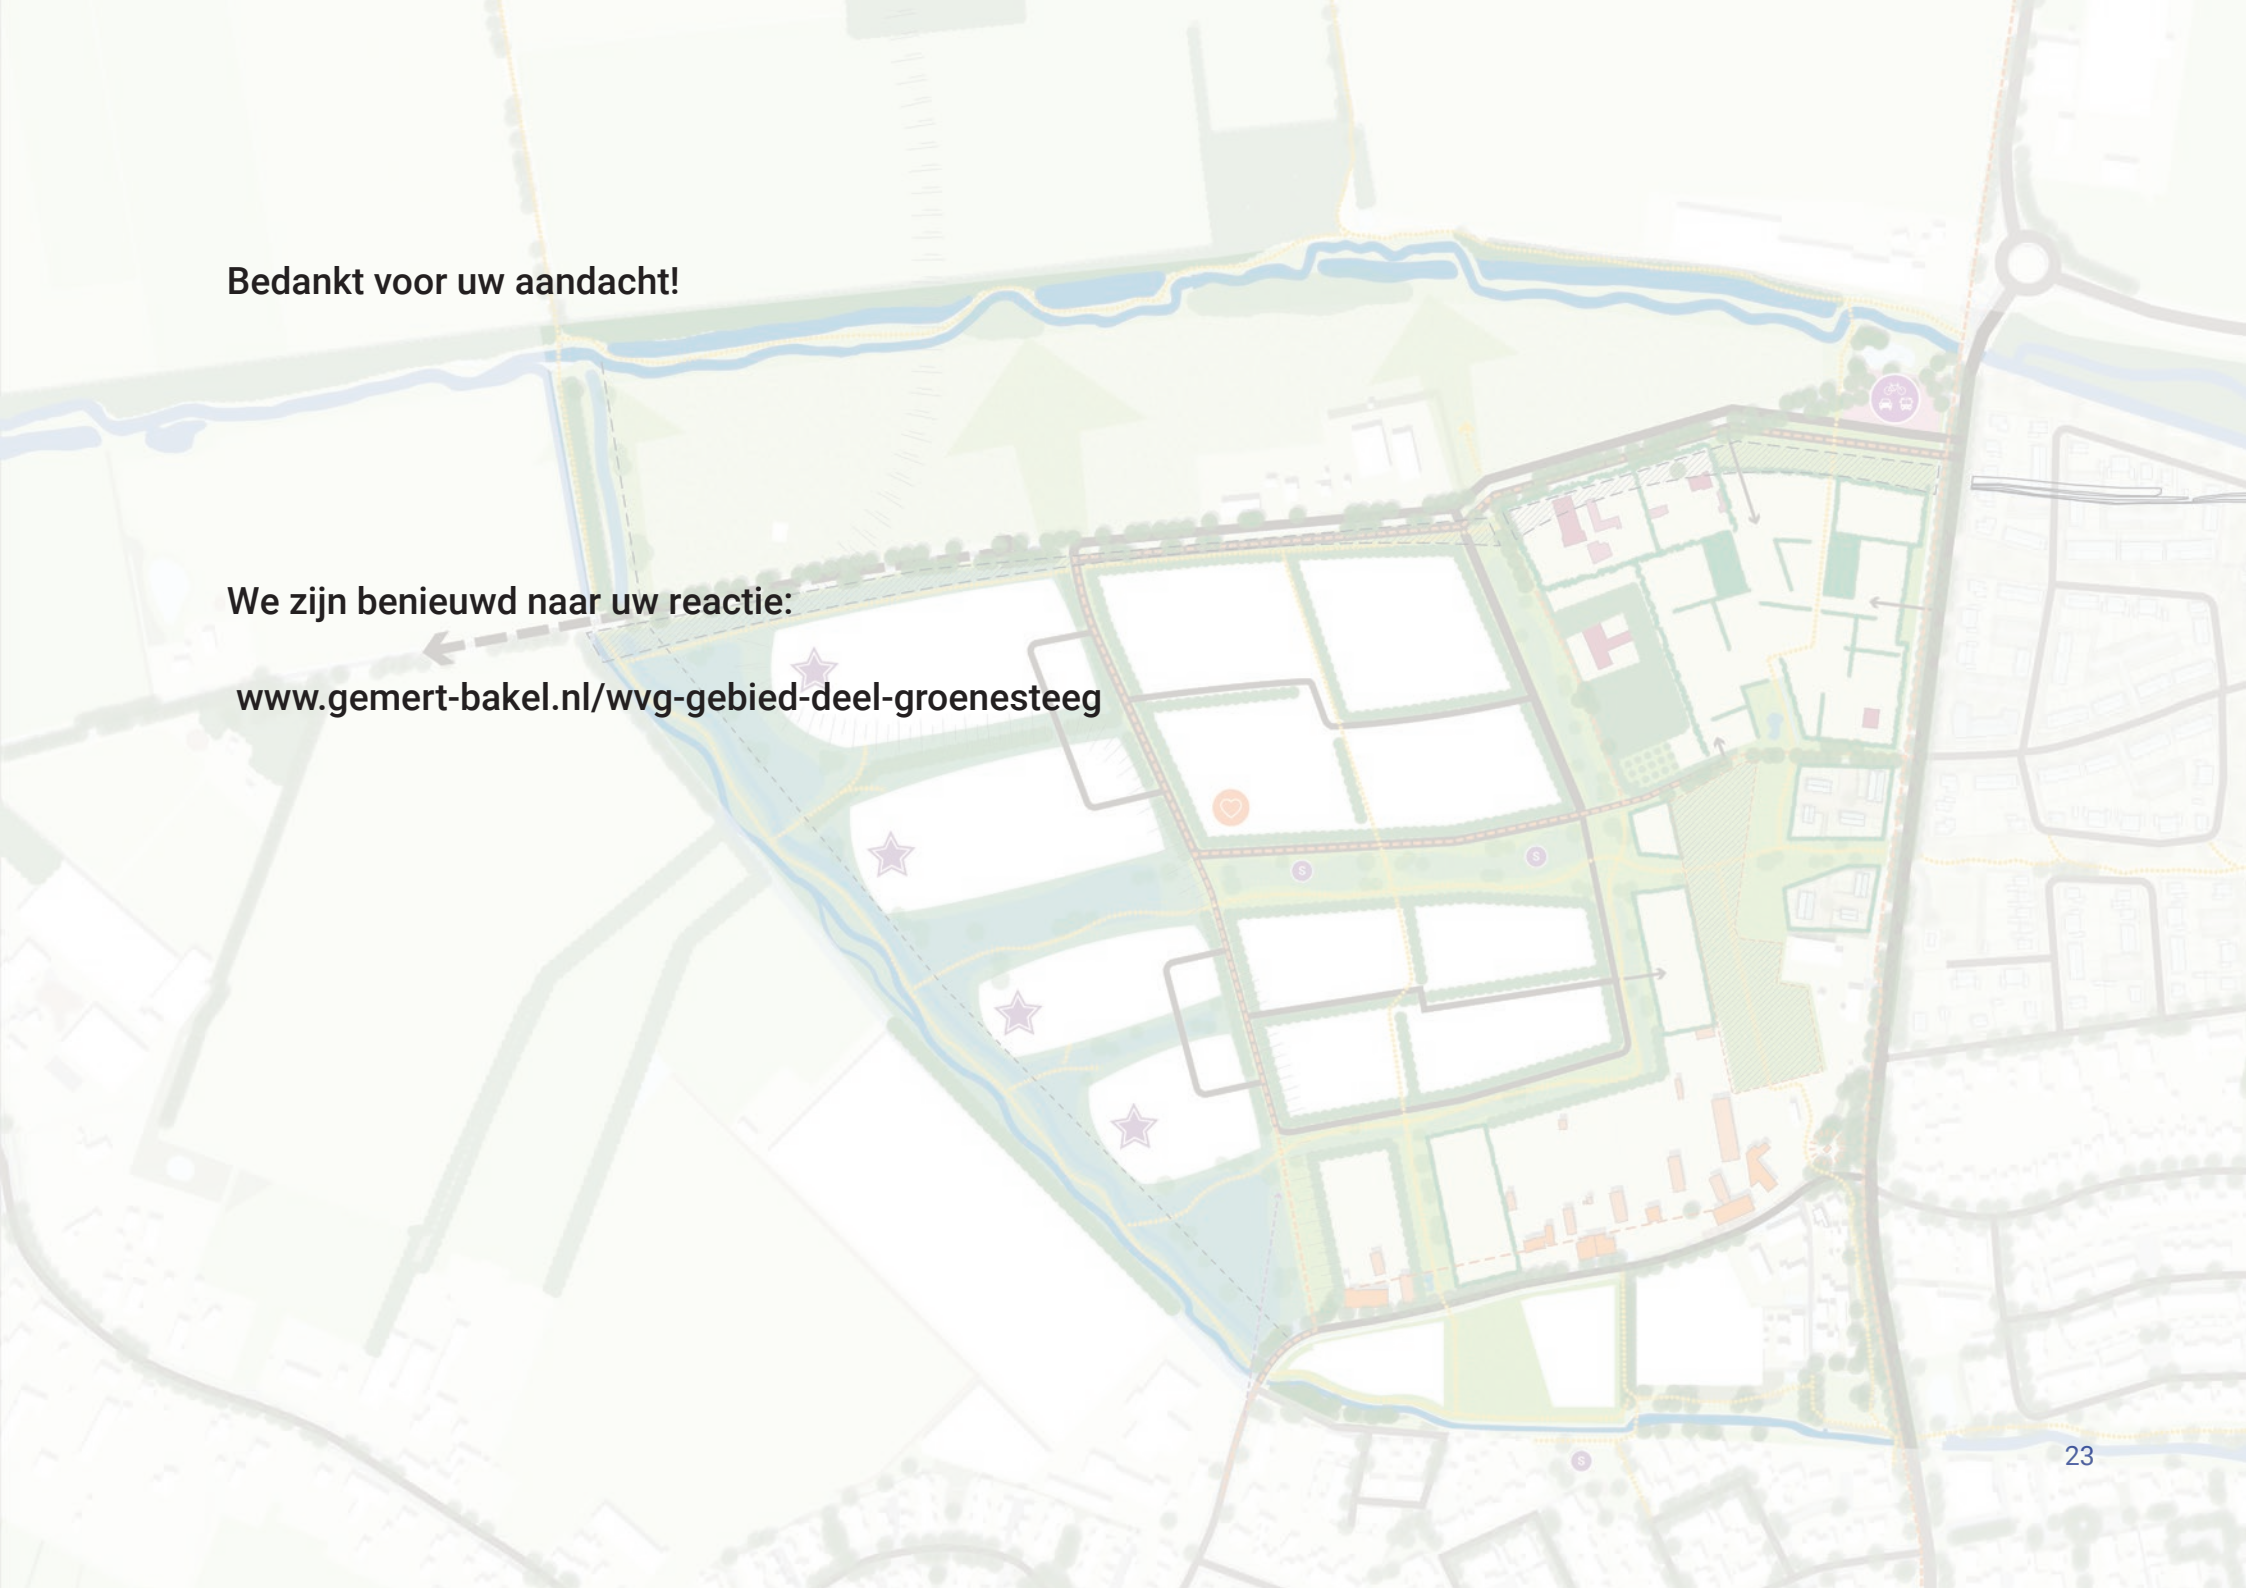 Bedankt voor uw aandacht!
We zijn benieuwd naar uw reactie:
www.gemert-bakel.nl/wvg-gebied-deel-groenesteeg
S
S
S
23